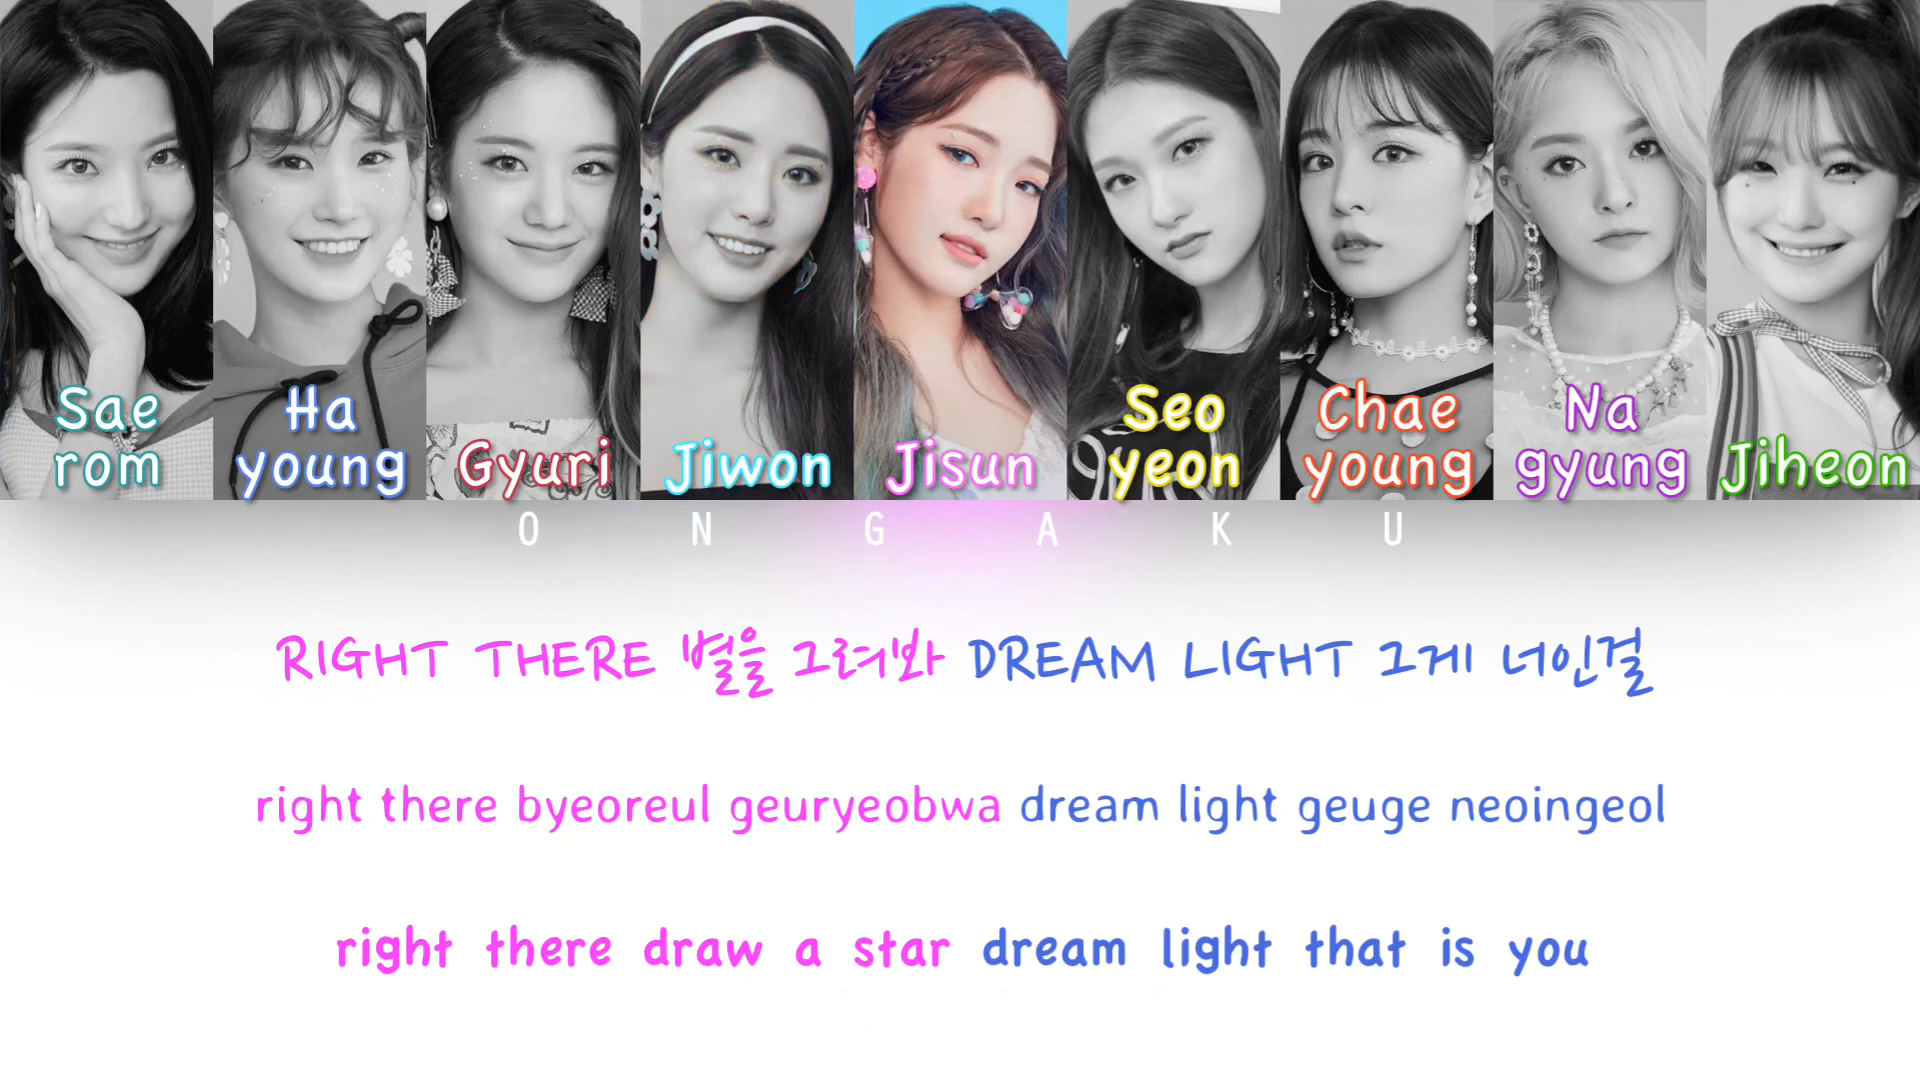 Sae
rom
Ha
young
Gyuri
Jiwon
Jisun
Seo
yeon
Chae
young
Na
gyung
Jiheon
O N G A K U
RIGHT THERE 별을 그려봐 DREAM LIGHT 그게 너인걸
right there byeoreul geuryeobwa dream light geuge neoingeol
right there draw a star dream light that is you